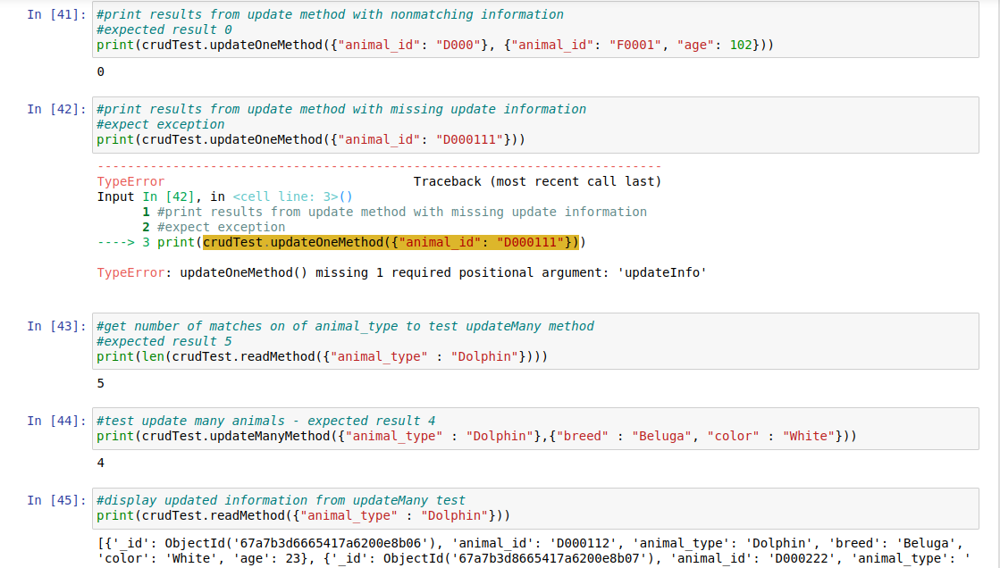 In [41]: #print results from update method with nonmatching information
#expected result 0
print(crudTest.updateOneMethod({"animal_id": "D000"}, {"animal_id": "F0001", "age": 102}))
0
In [42]: #print results from update method with missing update information
#expect exception
print(crudTest.updateOneMethod({"animal_id": "D000111"}))
---------------------------------------------------------------------------
TypeError Traceback (most recent call last)
Input In [42], in <cell line: 3>()
1 #print results from update method with missing update information
2 #expect exception
----> 3 print(crudTest.updateOneMethod({"animal_id": "D000111"}))
TypeError: updateOneMethod() missing 1 required positional argument: 'updateInfo'
In [43]: #get number of matches on of animal_type to test updateMany method
#expected result 5
print(len(crudTest.readMethod({"animal_type" : "Dolphin"})))
5
In [44]: #test update many animals - expected result 4
print(crudTest.updateManyMethod({"animal_type" : "Dolphin"},{"breed" : "Beluga", "color" : "White"}))
4
In [45]: #display updated information from updateMany test
print(crudTest.readMethod({"animal_type" : "Dolphin"}))
[{'_id': ObjectId('67a7b3d6665417a6200e8b06'), 'animal_id': 'D000112', 'animal_type': 'Dolphin', 'breed': 'Beluga',
'color': 'White', 'age': 23}, {'_id': ObjectId('67a7b3d8665417a6200e8b07'), 'animal_id': 'D000222', 'animal_type': '